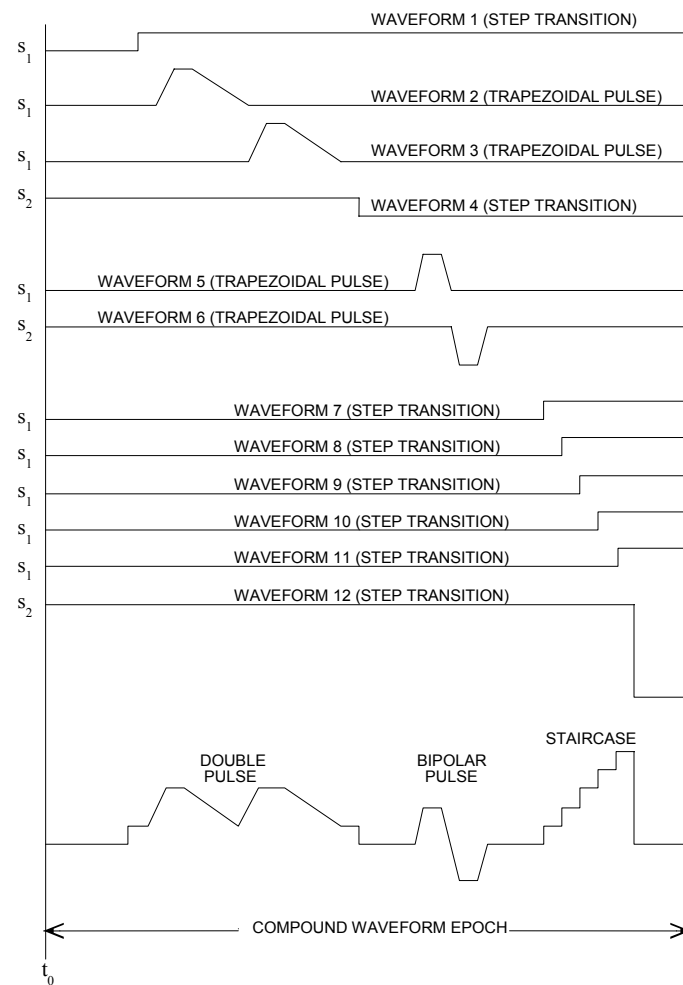 WAVEFORM 1 (STEP TRANSITION)
s1
WAVEFORM 2 (TRAPEZOIDAL PULSE)
s1
WAVEFORM 3 (TRAPEZOIDAL PULSE)
s1
s2
WAVEFORM 4 (STEP TRANSITION)
WAVEFORM 5 (TRAPEZOIDAL PULSE)
s1
WAVEFORM 6 (TRAPEZOIDAL PULSE)
s2
WAVEFORM 7 (STEP TRANSITION)
s1
WAVEFORM 8 (STEP TRANSITION)
s1
WAVEFORM 9 (STEP TRANSITION)
s1
WAVEFORM 10 (STEP TRANSITION)
s1
WAVEFORM 11 (STEP TRANSITION)
s1
WAVEFORM 12 (STEP TRANSITION)
s2
DOUBLE
PULSE
BIPOLAR
PULSE
STAIRCASE
COMPOUND WAVEFORM EPOCH
t0